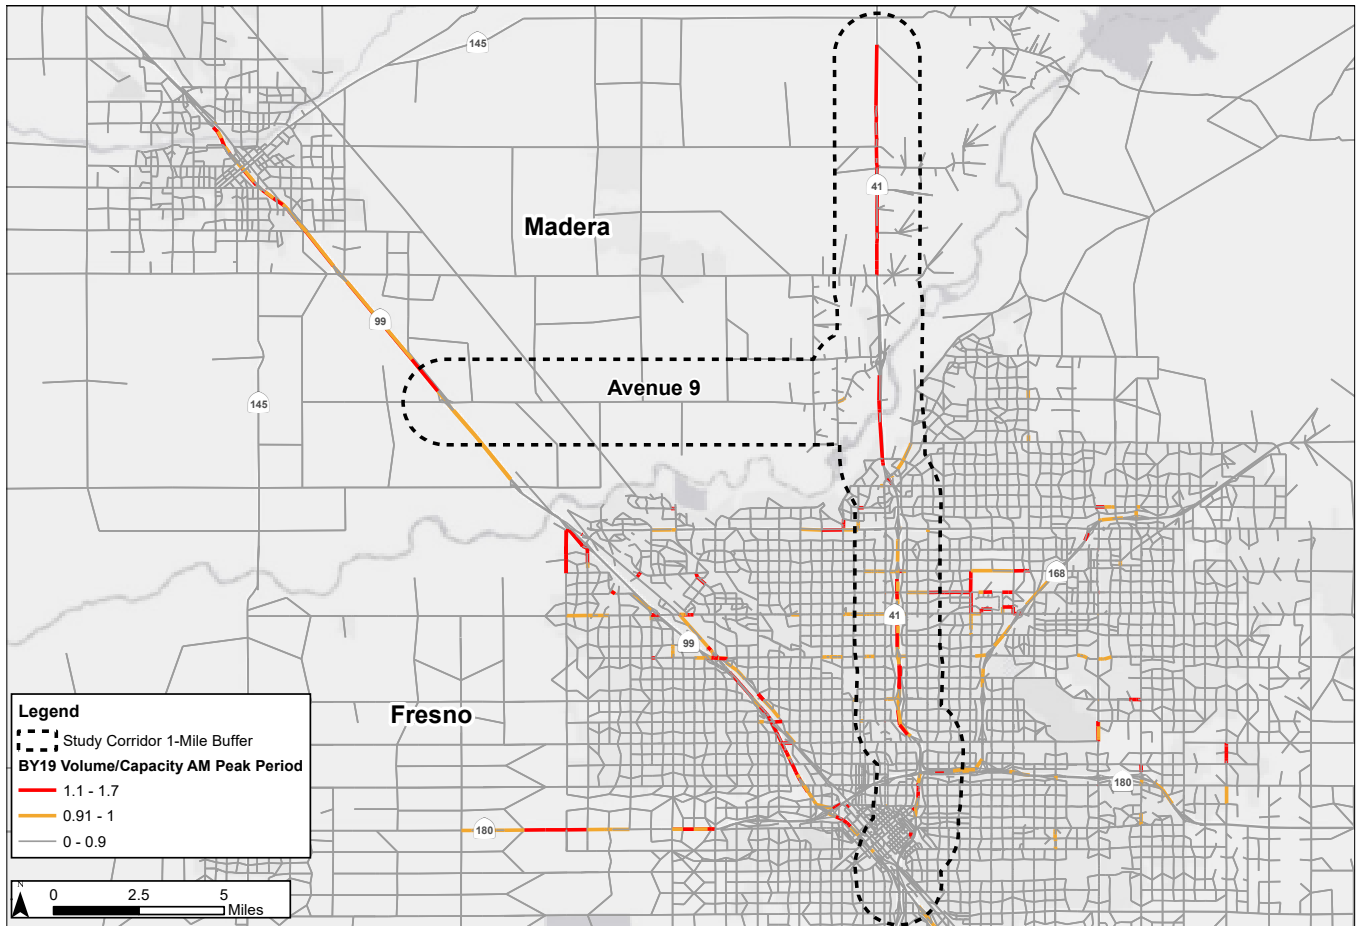 145
41
Madera
99
Avenue 9
145
168
41
99
Fresno
180
180
Legend
Study Corridor 1-Mile Buffer
BY19 Volume/Capacity AM Peak Period
1.1 - 1.7
0.91 - 1
0 - 0.9
N
0 2.5 5
Miles